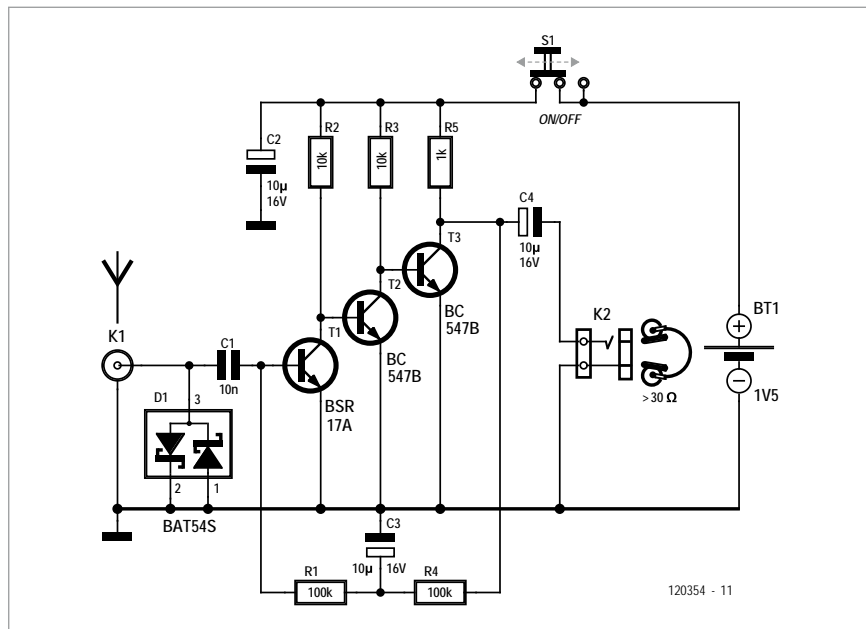 S1
ON/OFF
R2
10k
R3
10k
R5
1k
C2
10µ
16V
C4
10µ
16V
T3
BC
547B
T2
BC
547B
T1
BSR
17A
K1
C1
10n
D1
3
2
1
BAT54S
K2
>30 Ω
BT1
1V5
C3
10µ
16V
R1
100k
R4
100k
120354 - 11